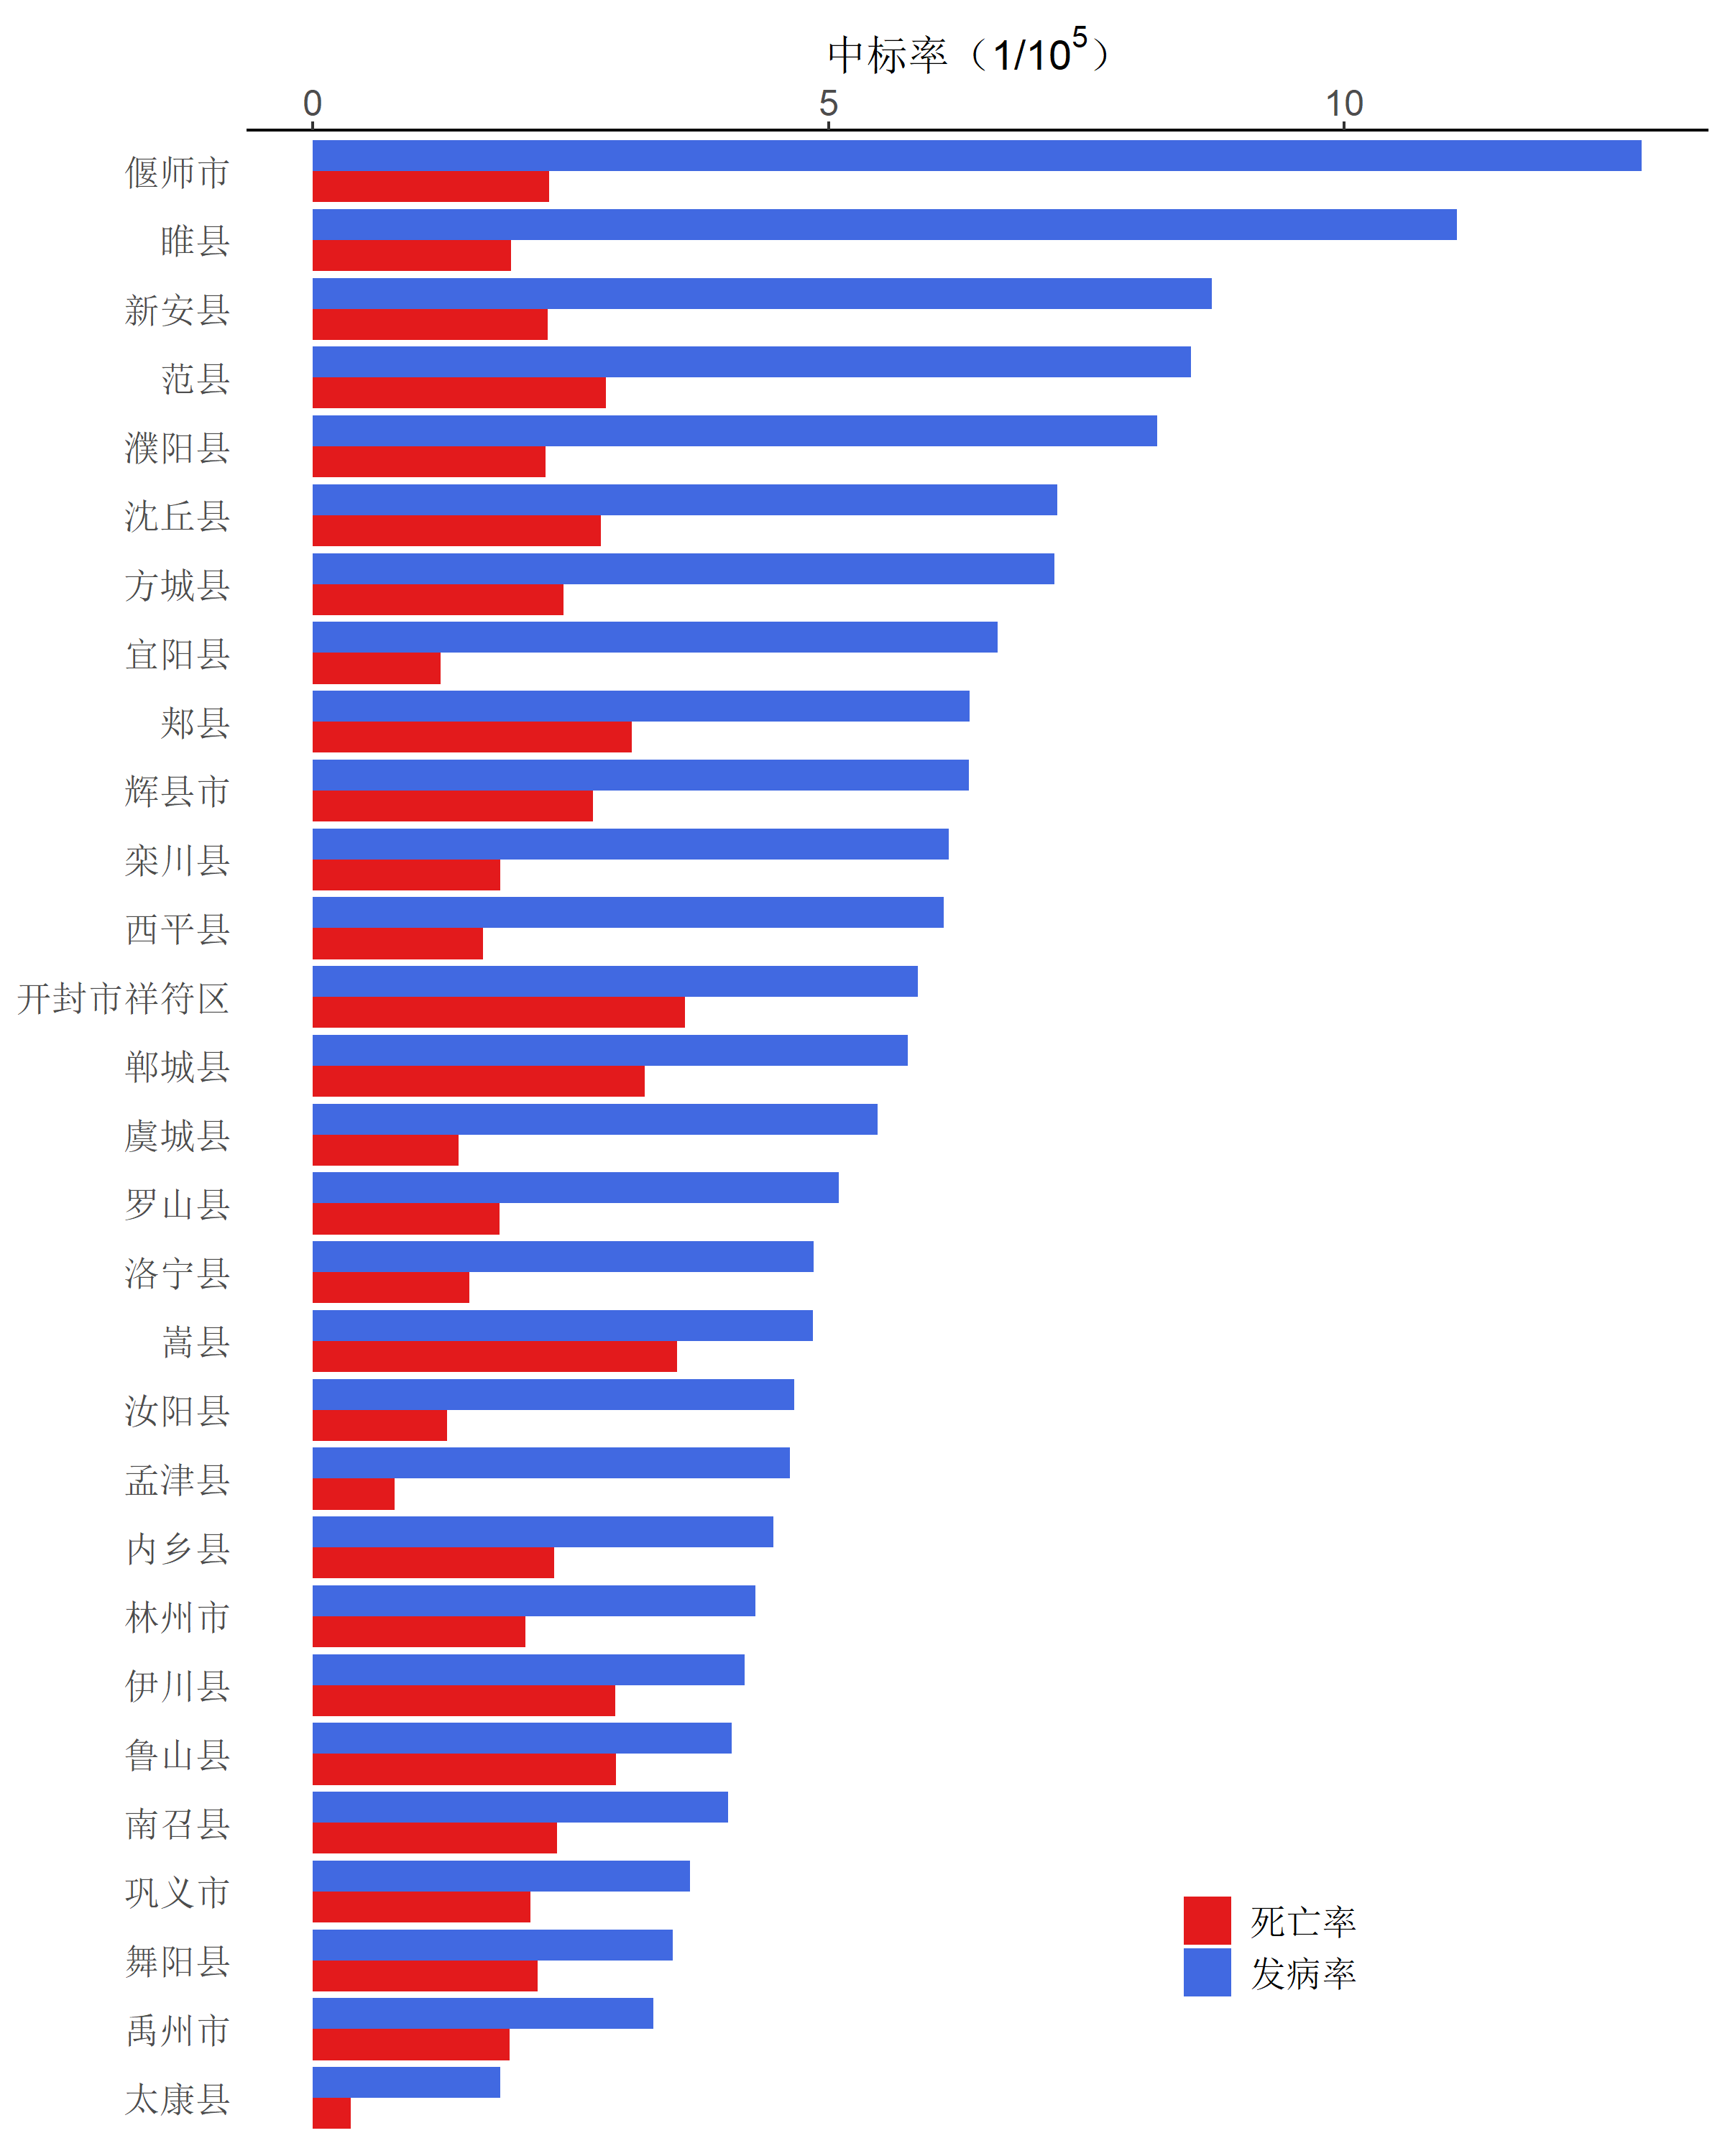 中标率（1/10⁵）
0 5 10
偃师市
睢县
新安县
范县
濮阳县
沈丘县
方城县
宜阳县
郏县
辉县市
栾川县
西平县
开封市祥符区
郸城县
虞城县
罗山县
洛宁县
嵩县
汝阳县
孟津县
内乡县
林州市
伊川县
鲁山县
南召县
巩义市
舞阳县
禹州市
太康县
死亡率
发病率